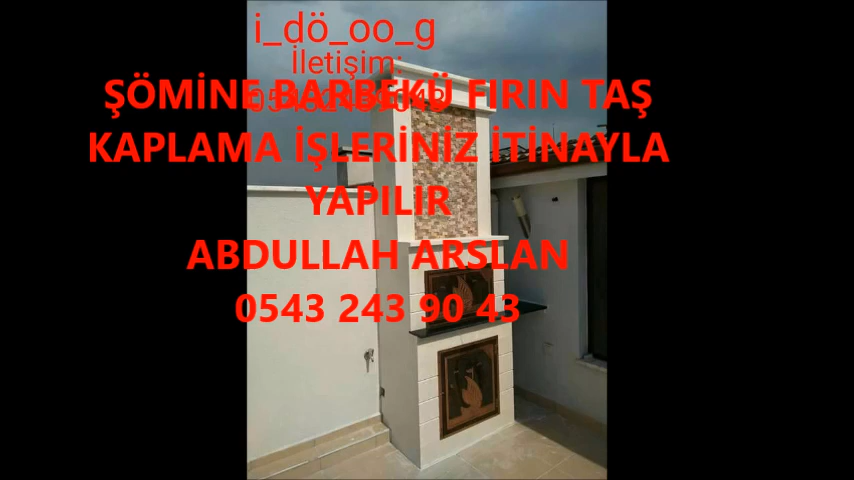 i_dö_oo_g
İletişim:
ŞÖMİNE BARBEKÜ FIRIN TAŞ
KAPLAMA İŞLERİNİZ İTİNAYLA
YAPILIR
ABDULLAH ARSLAN
0543 243 90 43